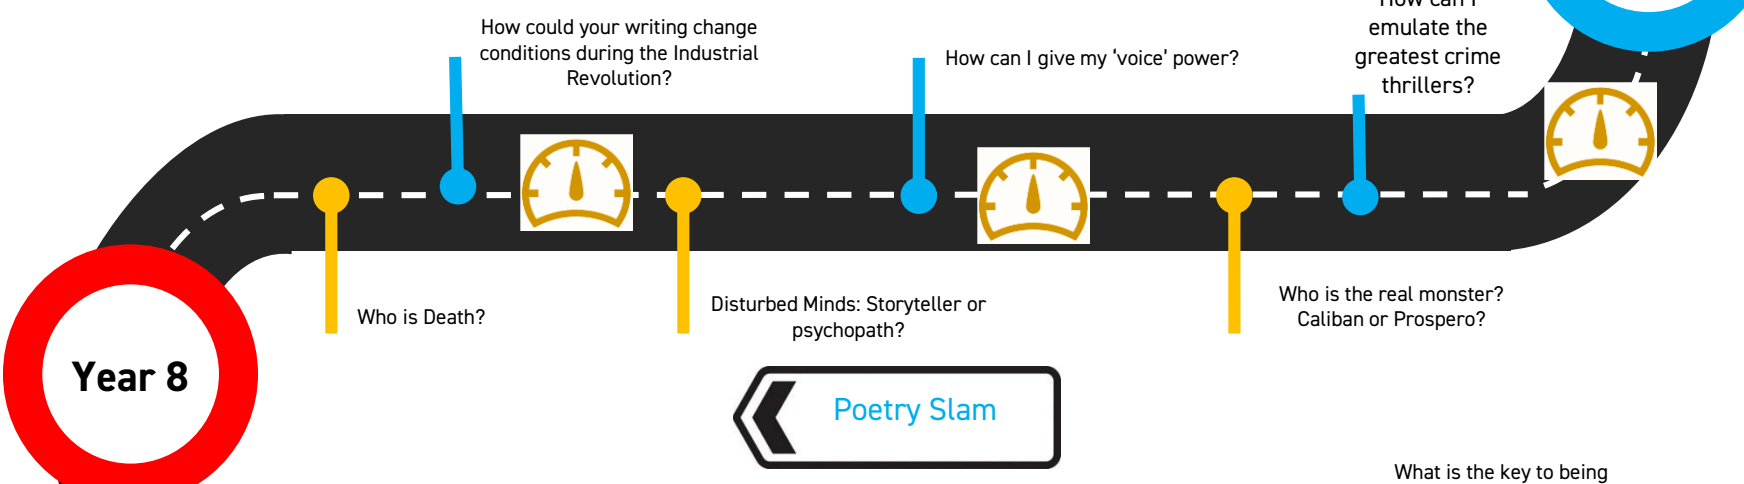 How can I
emulate the
greatest crime
thrillers?
How could your writing change
conditions during the Industrial
Revolution?
How can I give my ‘voice’ power?
Who is Death?
Disturbed Minds: Storyteller or
psychopath?
Who is the real monster?
Caliban or Prospero?
Year 8
Poetry Slam
What is the key to being